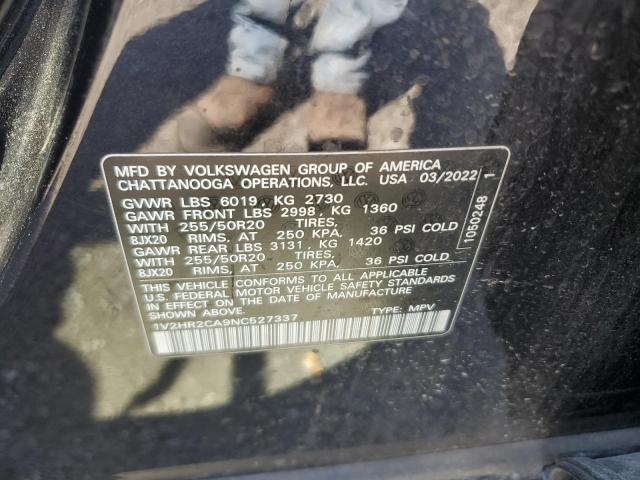 MFD BY VOLKSWAGEN GROUP OF AMERICA
CHATTANOOGA OPERATIONS, LLC. USA 03/2022
GVWR LBS 6019, KG 2730
GAWR FRONT LBS 2998, KG 1360
WITH 255/50R20 TIRES,
8JX20 RIMS, AT 250 KPA, 36 PSI COLD
GAWR REAR LBS 3131, KG 1420
WITH 255/50R20 TIRES,
8JX20 RIMS, AT 250 KPA, 36 PSI COLD
THIS VEHICLE CONFORMS TO ALL APPLICABLE
U.S. FEDERAL MOTOR VEHICLE SAFETY STANDARDS
IN EFFECT ON THE DATE OF MANUFACTURE
SHOWN ABOVE.
1V2HR2CA9NC527337 TYPE: MPV
1050248 1